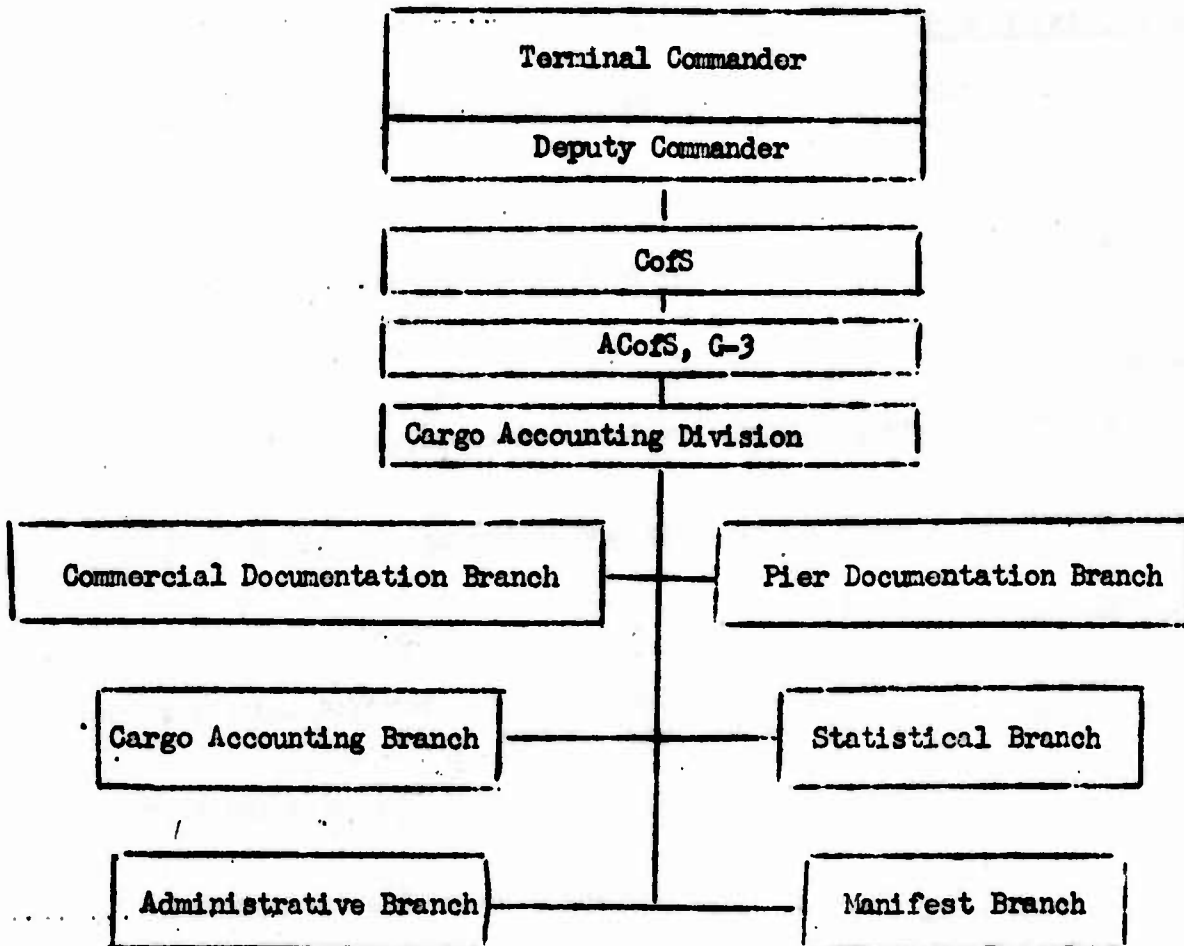 Terminal Commander
Deputy Commander
CofS
ACofS, G-3
Cargo Accounting Division
Commercial Documentation Branch
Pier Documentation Branch
Cargo Accounting Branch
Statistical Branch
Administrative Branch
Manifest Branch